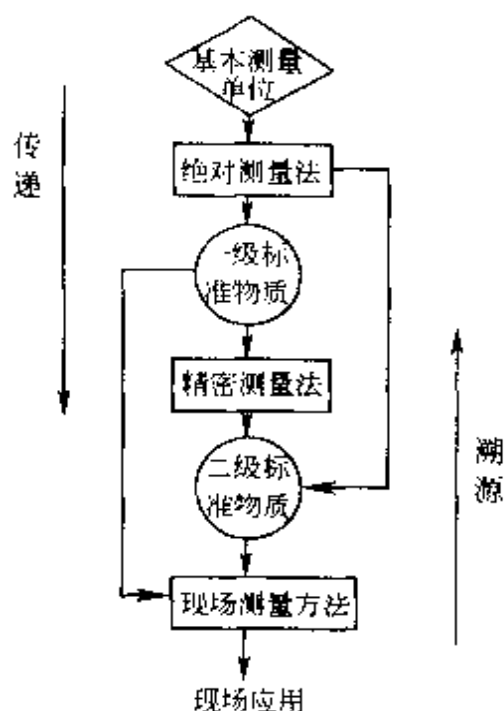 基本测量
单位
传
递
绝对测量法
一级标
准物质
精密测量法
二级标
准物质
溯
源
现场测量方法
现场应用